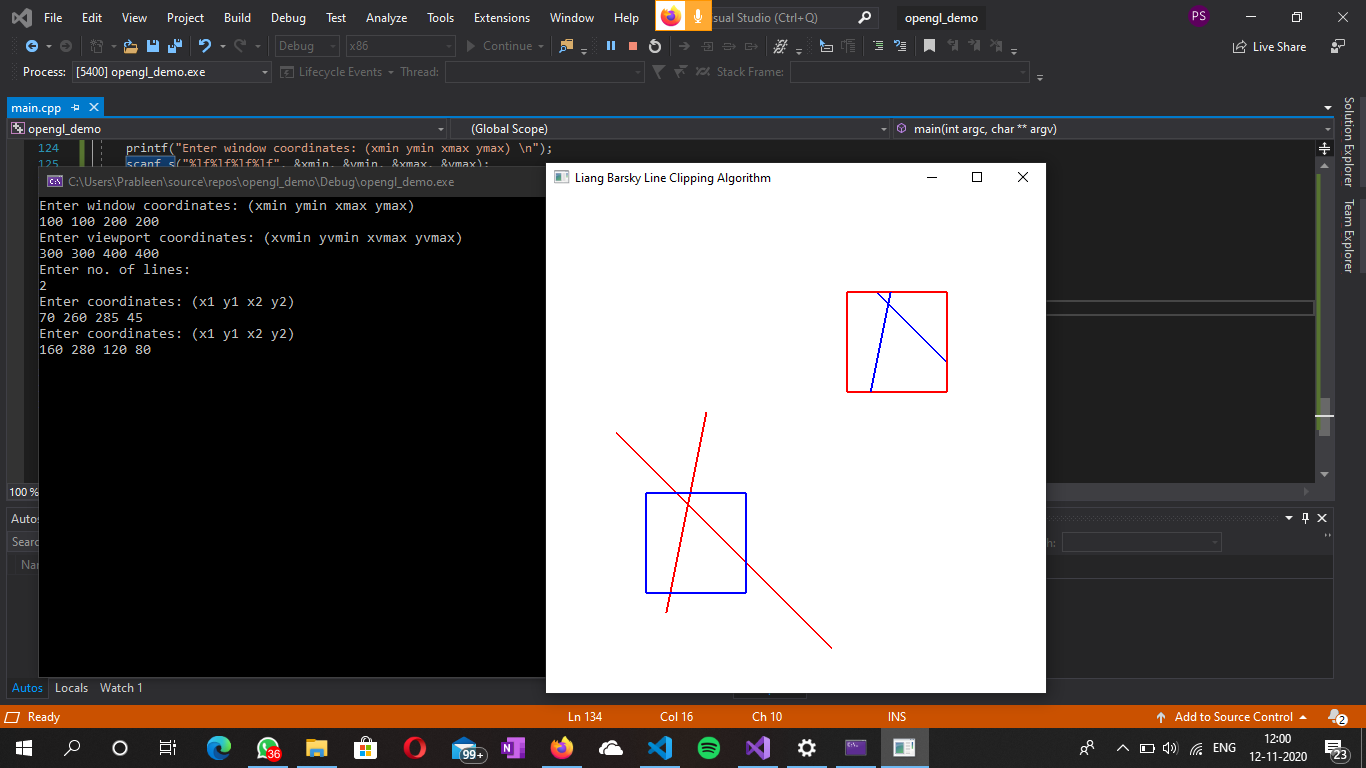 File Edit View Project Build Debug Test Analyze Tools Extensions Window Help sual Studio (Ctrl+Q) opengl_demo PS
Debug x86 Continue Live Share
Process: [5400] opengl_demo.exe Lifecycle Events Thread: Stack Frame:
main.cpp
opengl_demo (Global Scope) main(int argc, char ** argv)
124 printf("Enter window coordinates: (xmin ymin xmax ymax) \n");
125 scanf_s("%lf%lf%lf%lf", &xmin, &ymin, &xmax, &ymax);
C:\Users\Prableen\source\repos\opengl_demo\Debug\opengl_demo.exe
Enter window coordinates: (xmin ymin xmax ymax)
100 100 200 200
Enter viewport coordinates: (xvmin yvmin xvmax yvmax)
300 300 400 400
Enter no. of lines:
2
Enter coordinates: (x1 y1 x2 y2)
70 260 285 45
Enter coordinates: (x1 y1 x2 y2)
160 280 120 80
Liang Barsky Line Clipping Algorithm
Solution Explorer
Team Explorer
100 %
Autos
Searc
Nar
h:
Autos Locals Watch 1
Ready Ln 134 Col 16 Ch 10 INS Add to Source Control 2
36 99+ ENG 12:00
12-11-2020 23